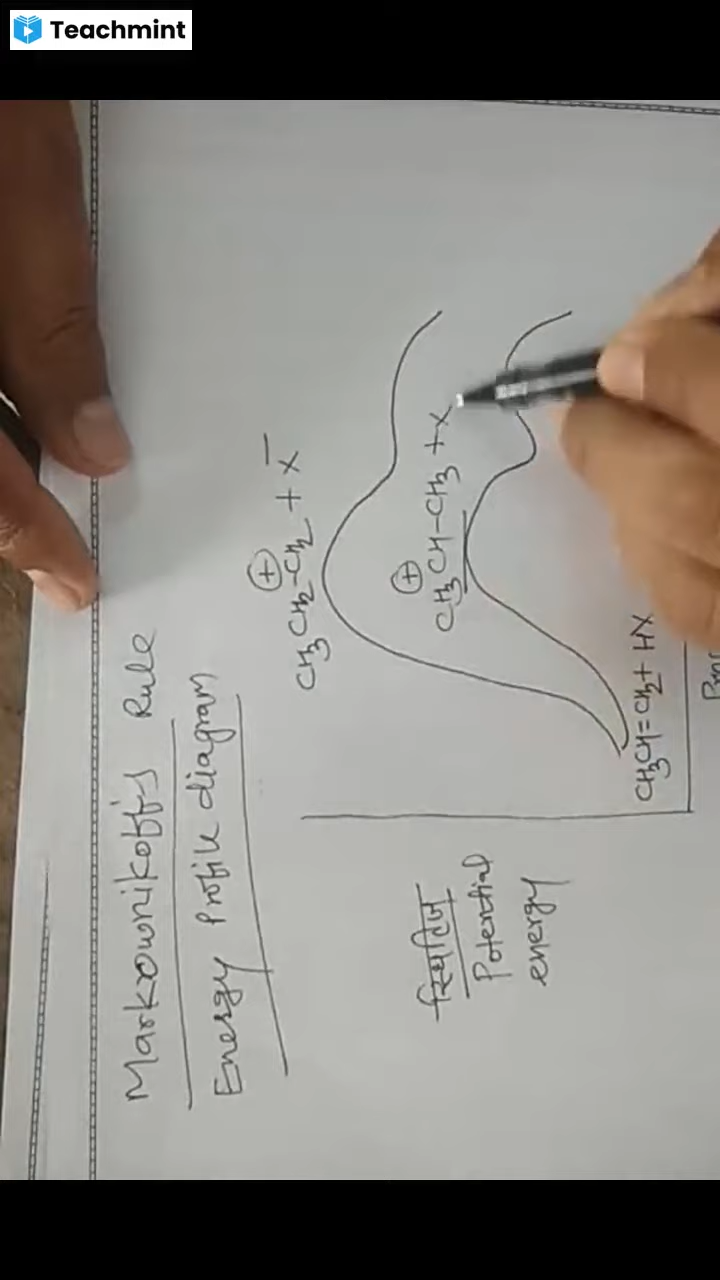 Teachmint
Markownikoff's Rule
Energy Profile diagram
CH3CH2-CH2 + X
⊕
CH3CH-CH3 + X
⊕
CH3CH=CH2 + HX
Potential
energy